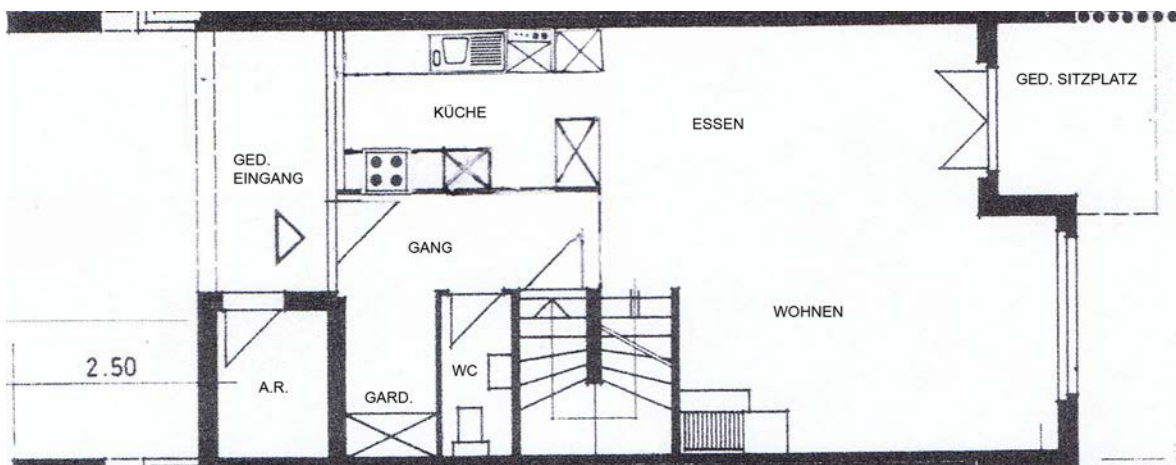 GED. SITZPLATZ
KÜCHE
ESSEN
GED.
EINGANG
GANG
WOHNEN
2.50
WC
A.R.
GARD.